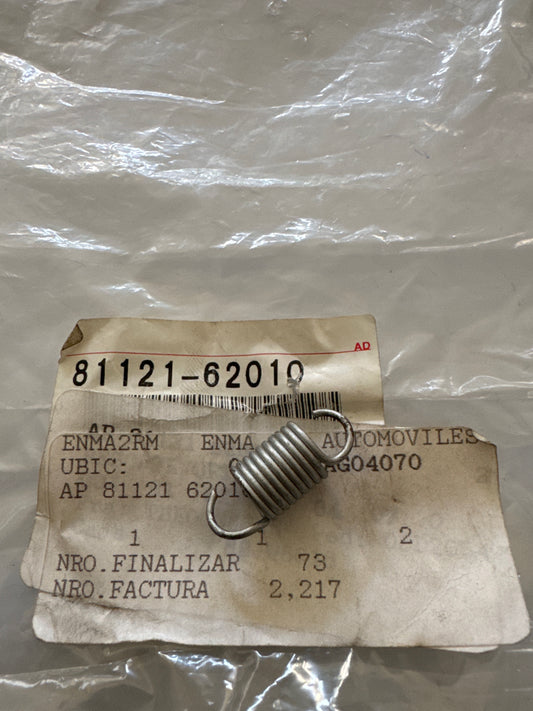 AD
81121-62010
ENMA2RM ENMA AUTOMOVILES
UBIC: AG04070
AP 81121
1 1 2
NRO.FINALIZAR 73
NRO.FACTURA 2,217